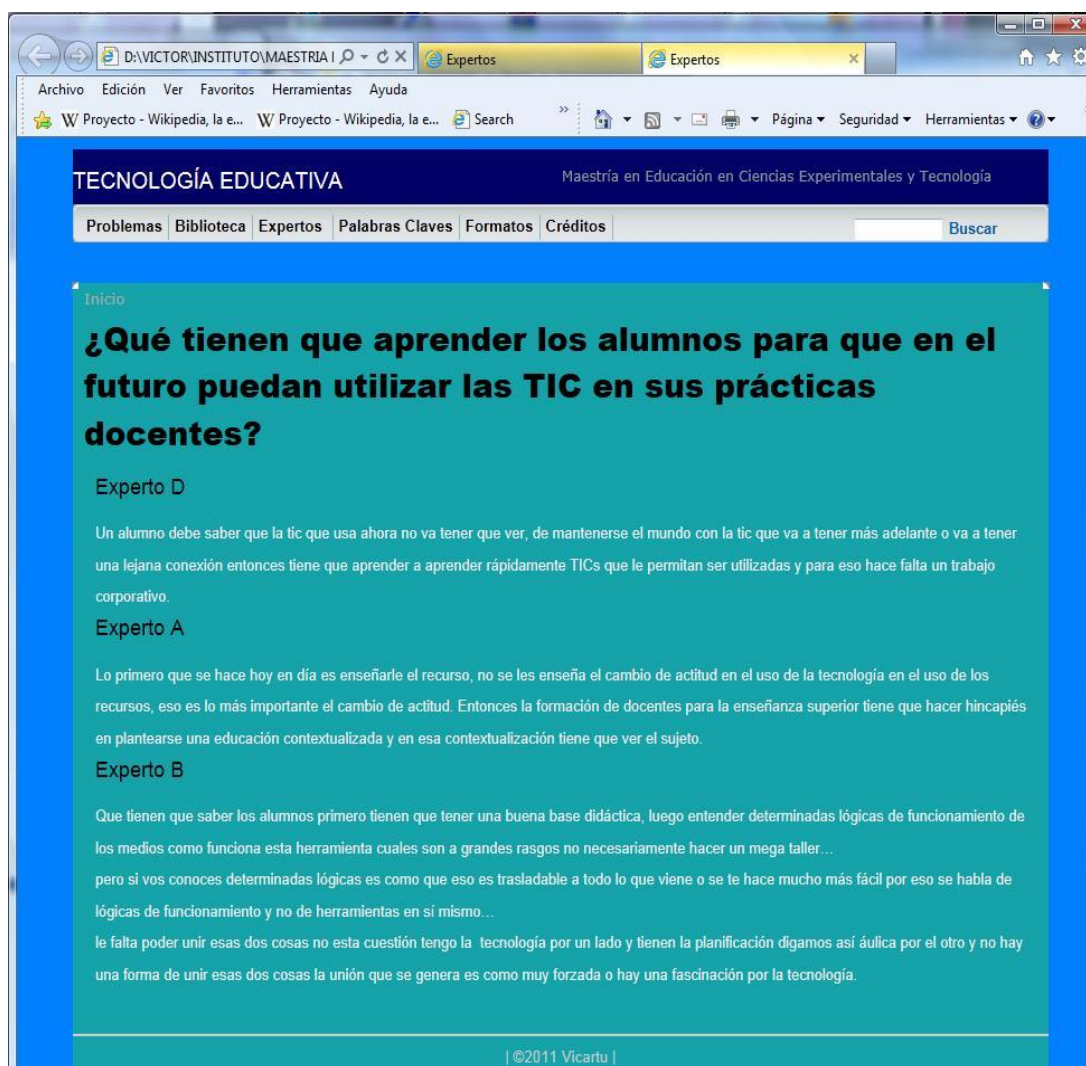 D:\VICTOR\INSTITUTO\MAESTRIA I
Expertos
Expertos
Archivo Edición Ver Favoritos Herramientas Ayuda
Proyecto - Wikipedia, la e... Proyecto - Wikipedia, la e... Search » Página Seguridad Herramientas
TECNOLOGÍA EDUCATIVA
Maestría en Educación en Ciencias Experimentales y Tecnología
Problemas Biblioteca Expertos Palabras Claves Formatos Créditos Buscar
Inicio
¿Qué tienen que aprender los alumnos para que en el
futuro puedan utilizar las TIC en sus prácticas
docentes?
Experto D
Un alumno debe saber que la tic que usa ahora no va tener que ver, de mantenerse el mundo con la tic que va a tener más adelante o va a tener
una lejana conexión entonces tiene que aprender a aprender rápidamente TICs que le permitan ser utilizadas y para eso hace falta un trabajo
corporativo.
Experto A
Lo primero que se hace hoy en día es enseñarle el recurso, no se les enseña el cambio de actitud en el uso de la tecnología en el uso de los
recursos, eso es lo más importante el cambio de actitud. Entonces la formación de docentes para la enseñanza superior tiene que hacer hincapiés
en plantearse una educación contextualizada y en esa contextualización tiene que ver el sujeto.
Experto B
Que tienen que saber los alumnos primero tienen que tener una buena base didáctica, luego entender determinadas lógicas de funcionamiento de
los medios como funciona esta herramienta cuales son a grandes rasgos no necesariamente hacer un mega taller...
pero si vos conoces determinadas lógicas es como que eso es trasladable a todo lo que viene o se te hace mucho más fácil por eso se habla de
lógicas de funcionamiento y no de herramientas en sí mismo...
le falta poder unir esas dos cosas no esta cuestión tengo la tecnología por un lado y tienen la planificación digamos así áulica por el otro y no hay
una forma de unir esas dos cosas la unión que se genera es como muy forzada o hay una fascinación por la tecnología.
| ©2011 Vicartu |